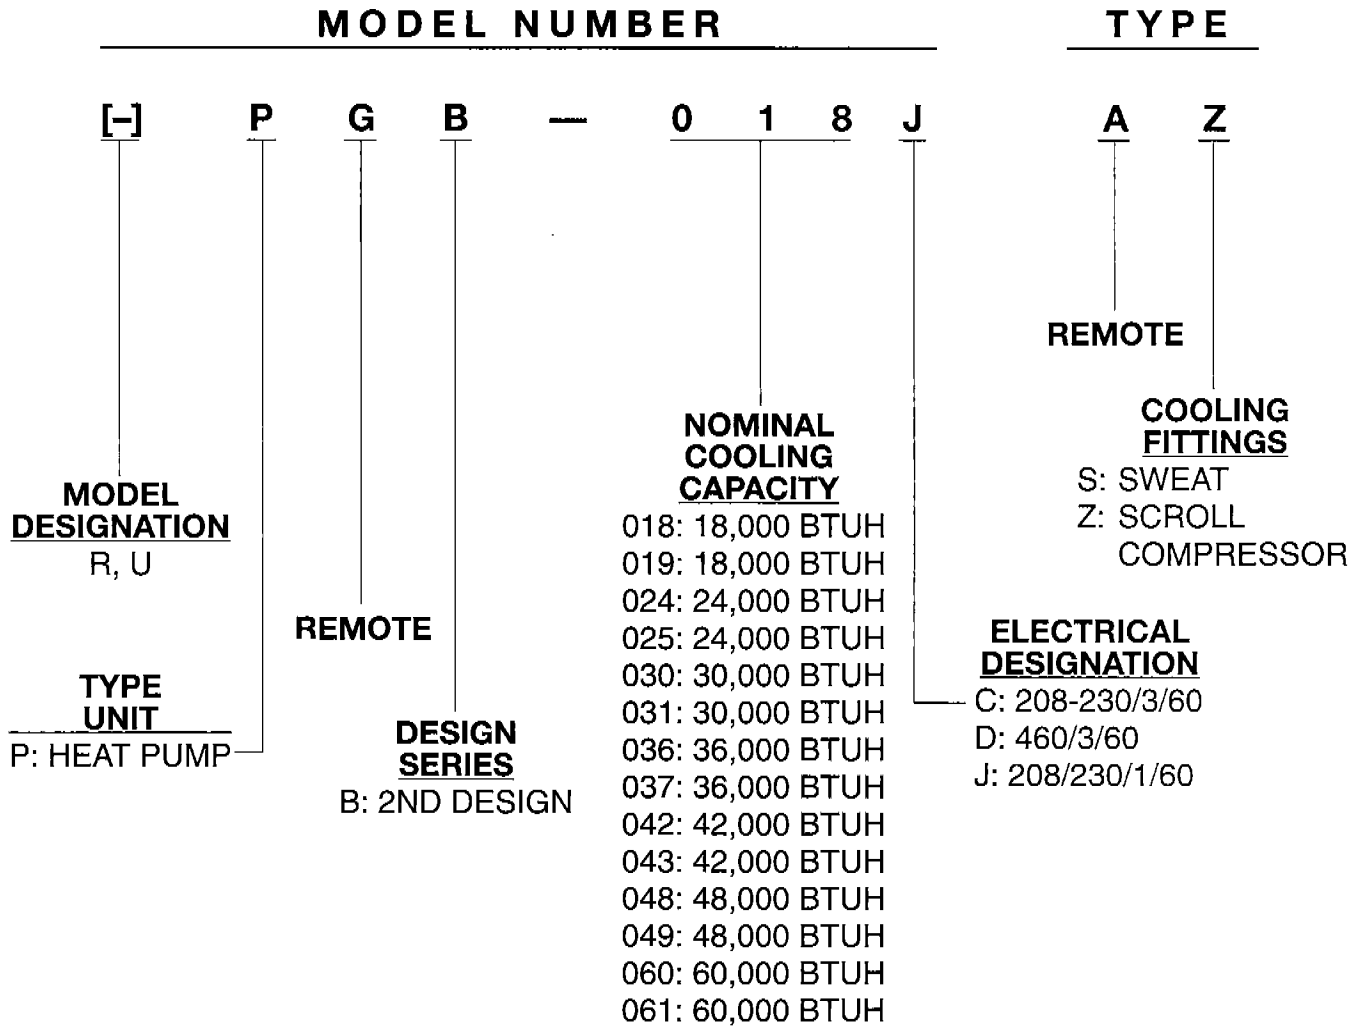 MODEL NUMBER TYPE
[–] P G B — 0 1 8 J A Z
MODEL
DESIGNATION
R, U
TYPE
UNIT
P: HEAT PUMP
REMOTE
DESIGN
SERIES
B: 2ND DESIGN
NOMINAL
COOLING
CAPACITY
018: 18,000 BTUH
019: 18,000 BTUH
024: 24,000 BTUH
025: 24,000 BTUH
030: 30,000 BTUH
031: 30,000 BTUH
036: 36,000 BTUH
037: 36,000 BTUH
042: 42,000 BTUH
043: 42,000 BTUH
048: 48,000 BTUH
049: 48,000 BTUH
060: 60,000 BTUH
061: 60,000 BTUH
ELECTRICAL
DESIGNATION
C: 208-230/3/60
D: 460/3/60
J: 208/230/1/60
REMOTE
COOLING
FITTINGS
S: SWEAT
Z: SCROLL
COMPRESSOR